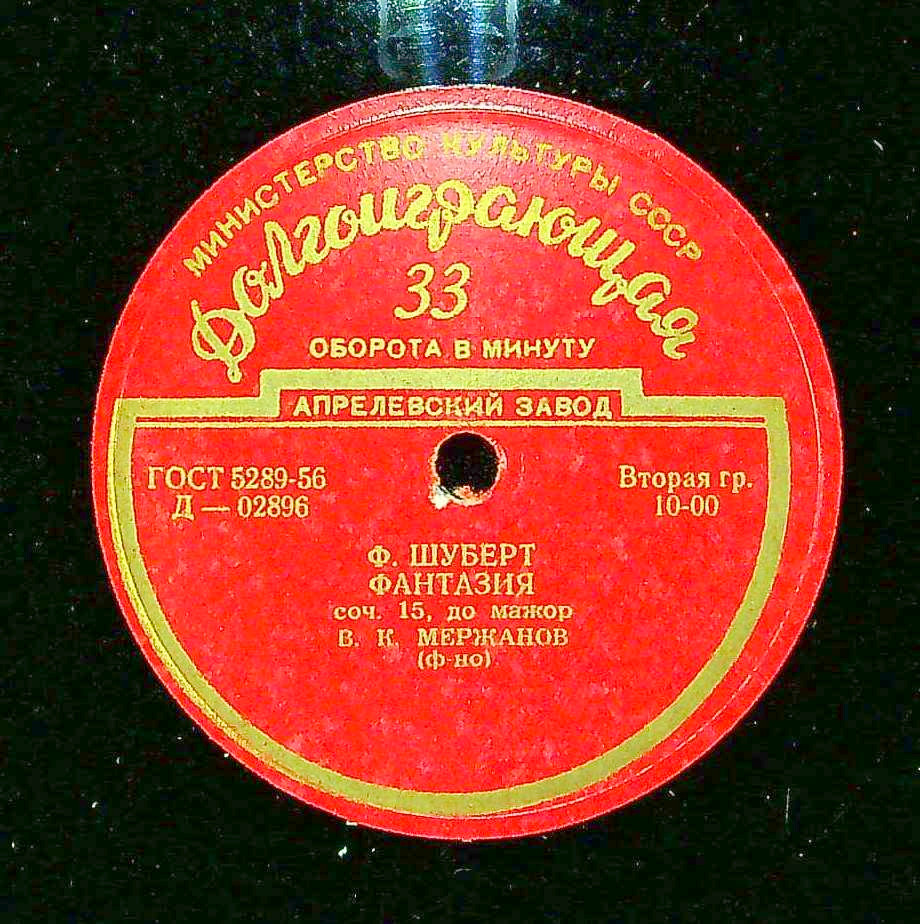 МИНИСТЕРСТВО КУЛЬТУРЫ СССР
Долгоиграющая
33
ОБОРОТА В МИНУТУ
АПРЕЛЕВСКИЙ ЗАВОД
ГОСТ 5289-56
Д — 02896
Вторая гр.
10-00
Ф. ШУБЕРТ
ФАНТАЗИЯ
соч. 15, до мажор
В. К. МЕРЖАНОВ
(ф-но)